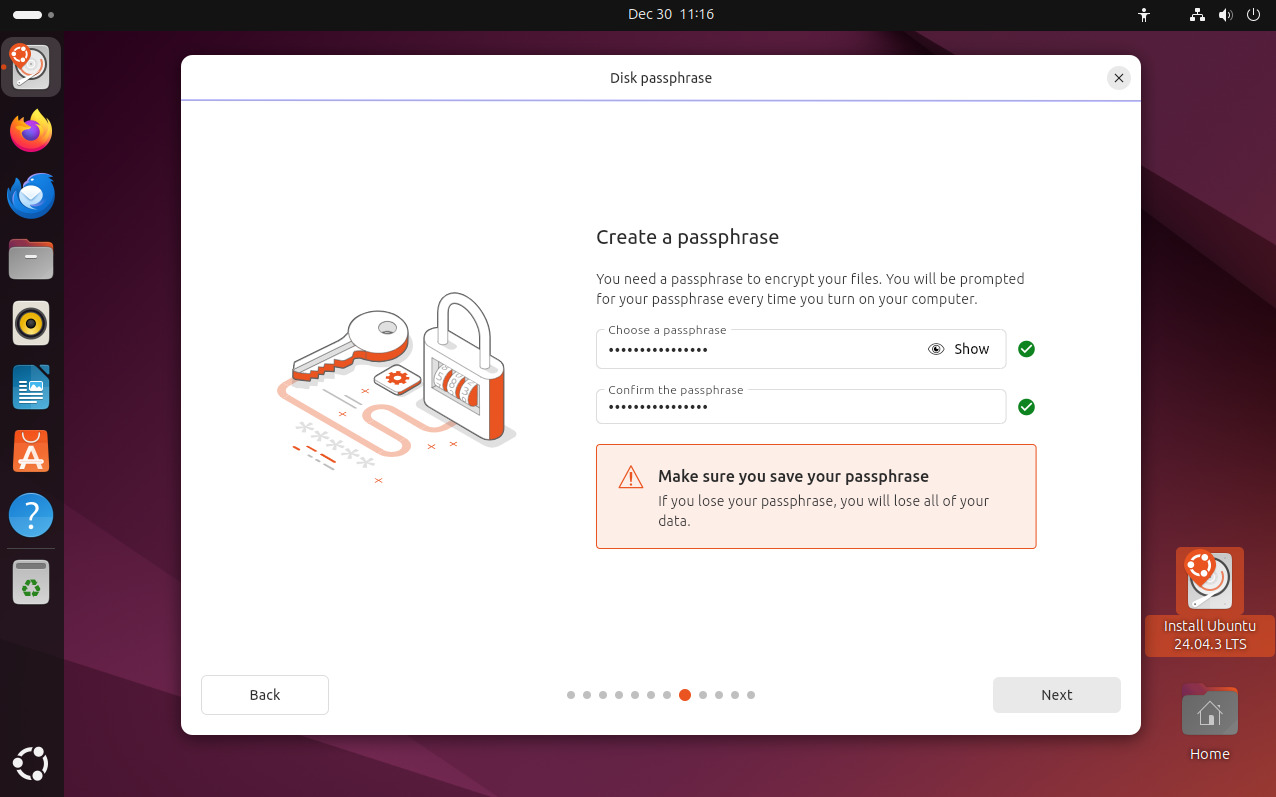 Dec 30 11:16
Disk passphrase
Create a passphrase
You need a passphrase to encrypt your files. You will be prompted
for your passphrase every time you turn on your computer.
Choose a passphrase
••••••••••••••••
Show
Confirm the passphrase
••••••••••••••••
Make sure you save your passphrase
If you lose your passphrase, you will lose all of your
data.
Back
Next
Install Ubuntu
24.04.3 LTS
Home